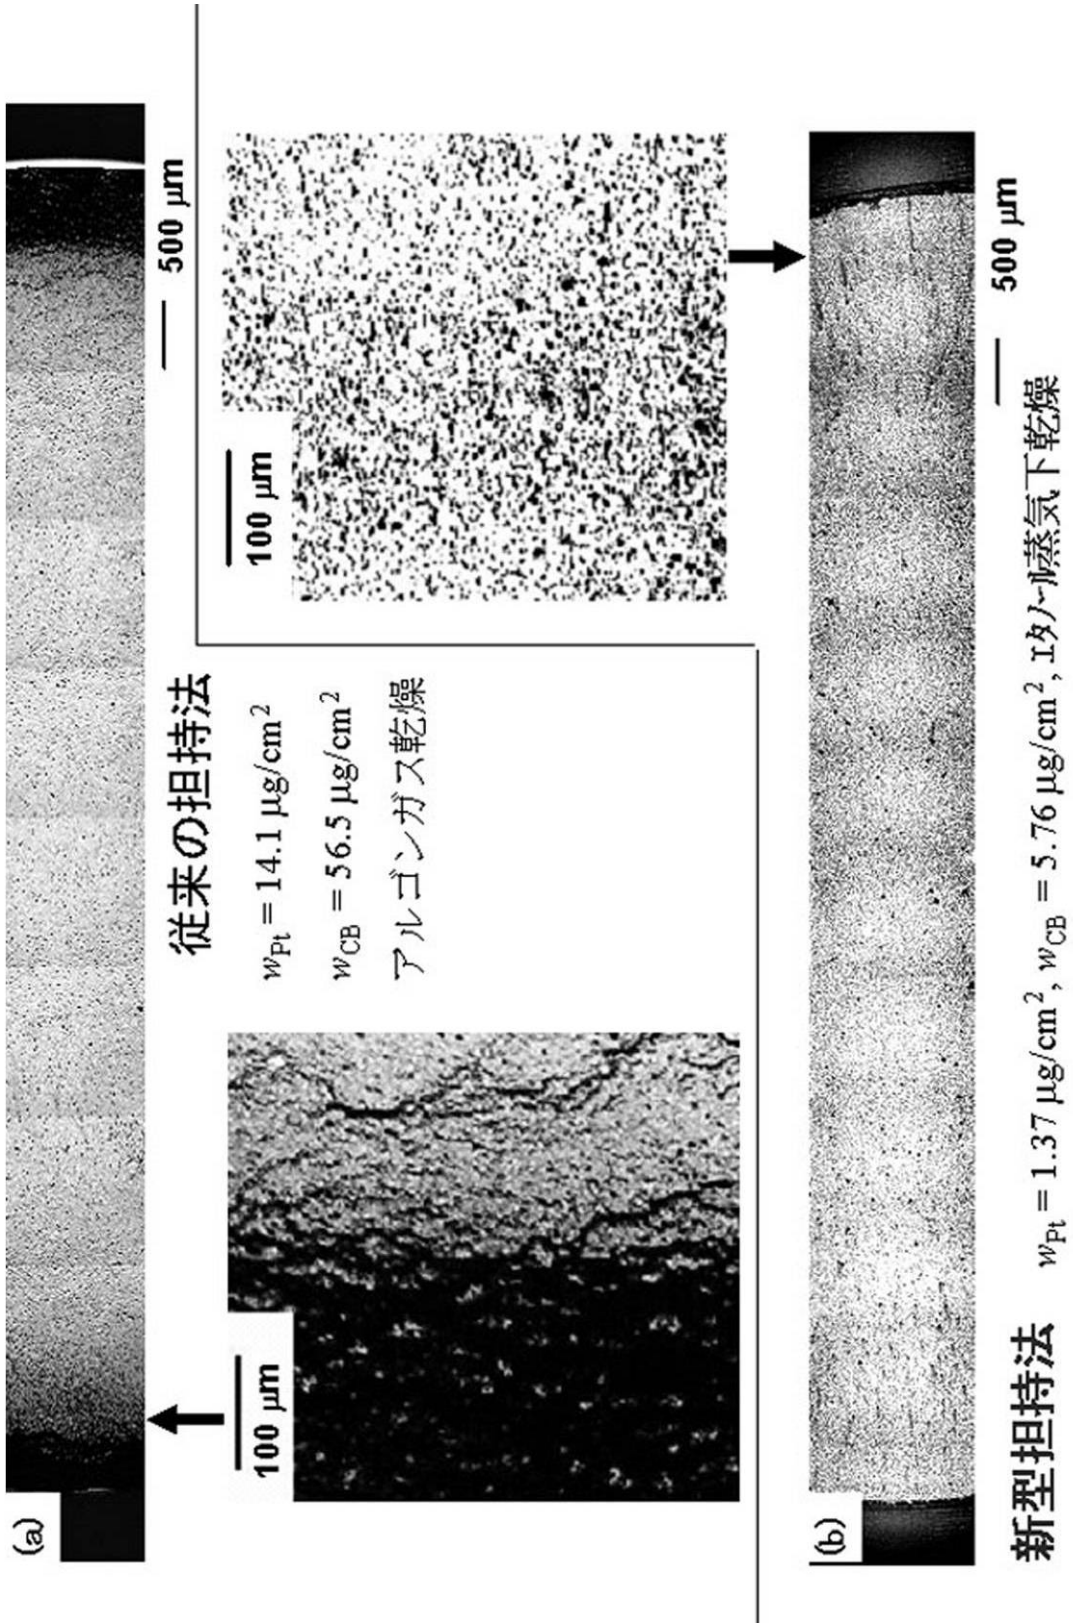 (a)
500 μm
従来の担持法
w_Pt = 14.1 μg/cm²
w_CB = 56.5 μg/cm²
アルゴンガス乾燥
100 μm
100 μm
(b)
500 μm
新型担持法
w_Pt = 1.37 μg/cm², w_CB = 5.76 μg/cm², エタノール蒸気下乾燥